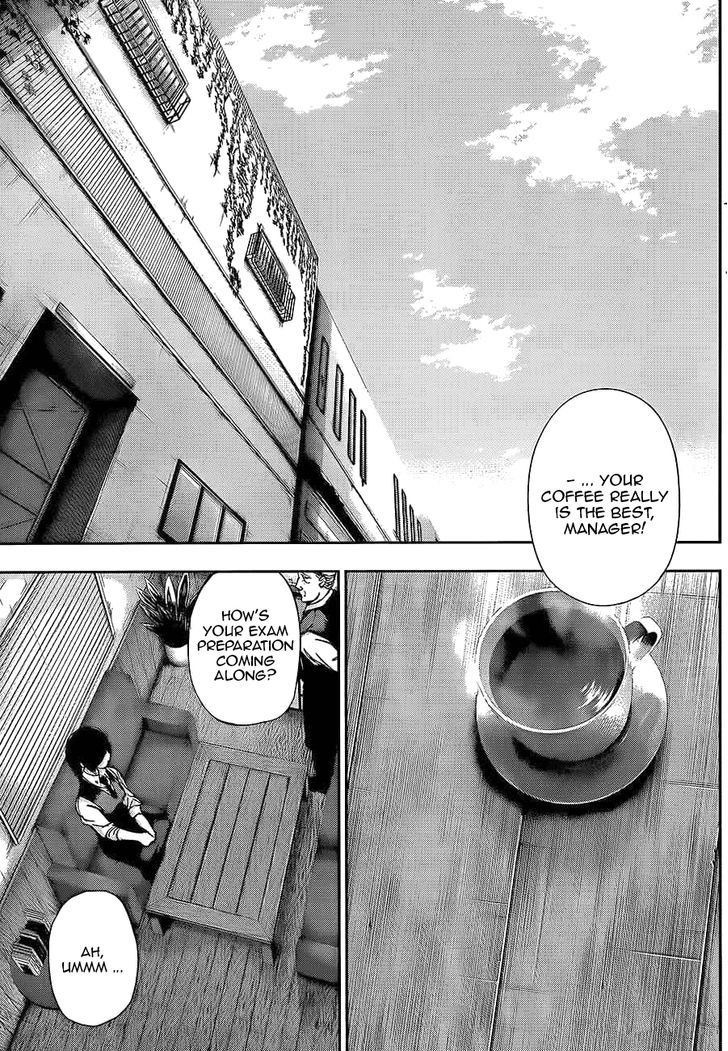 - ... YOUR
COFFEE REALLY
IS THE BEST,
MANAGER!
HOW'S
YOUR EXAM
PREPARATION
COMING
ALONG?
AH,
UMMM ...